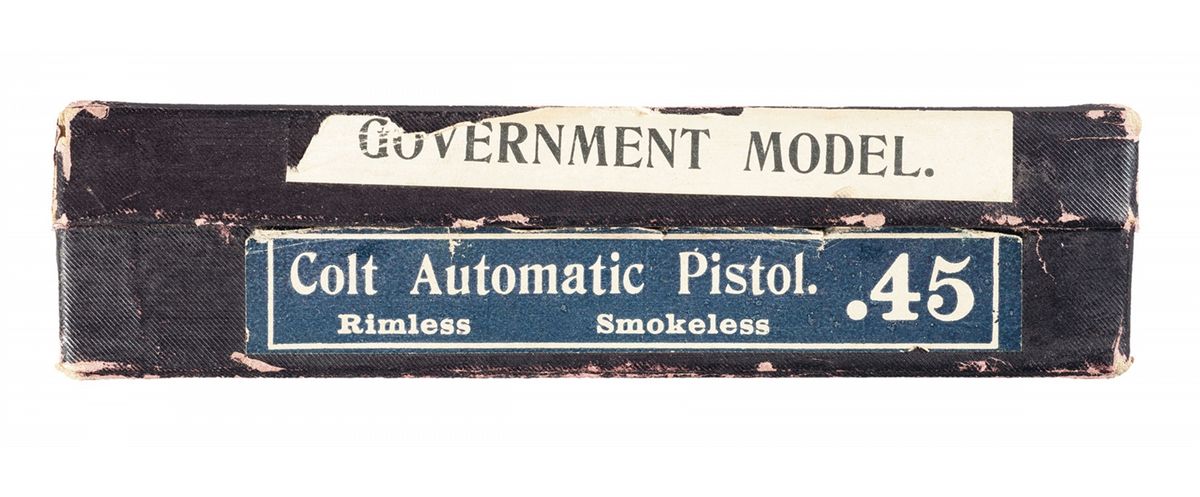 GOVERNMENT MODEL.
Colt Automatic Pistol. .45
Rimless Smokeless